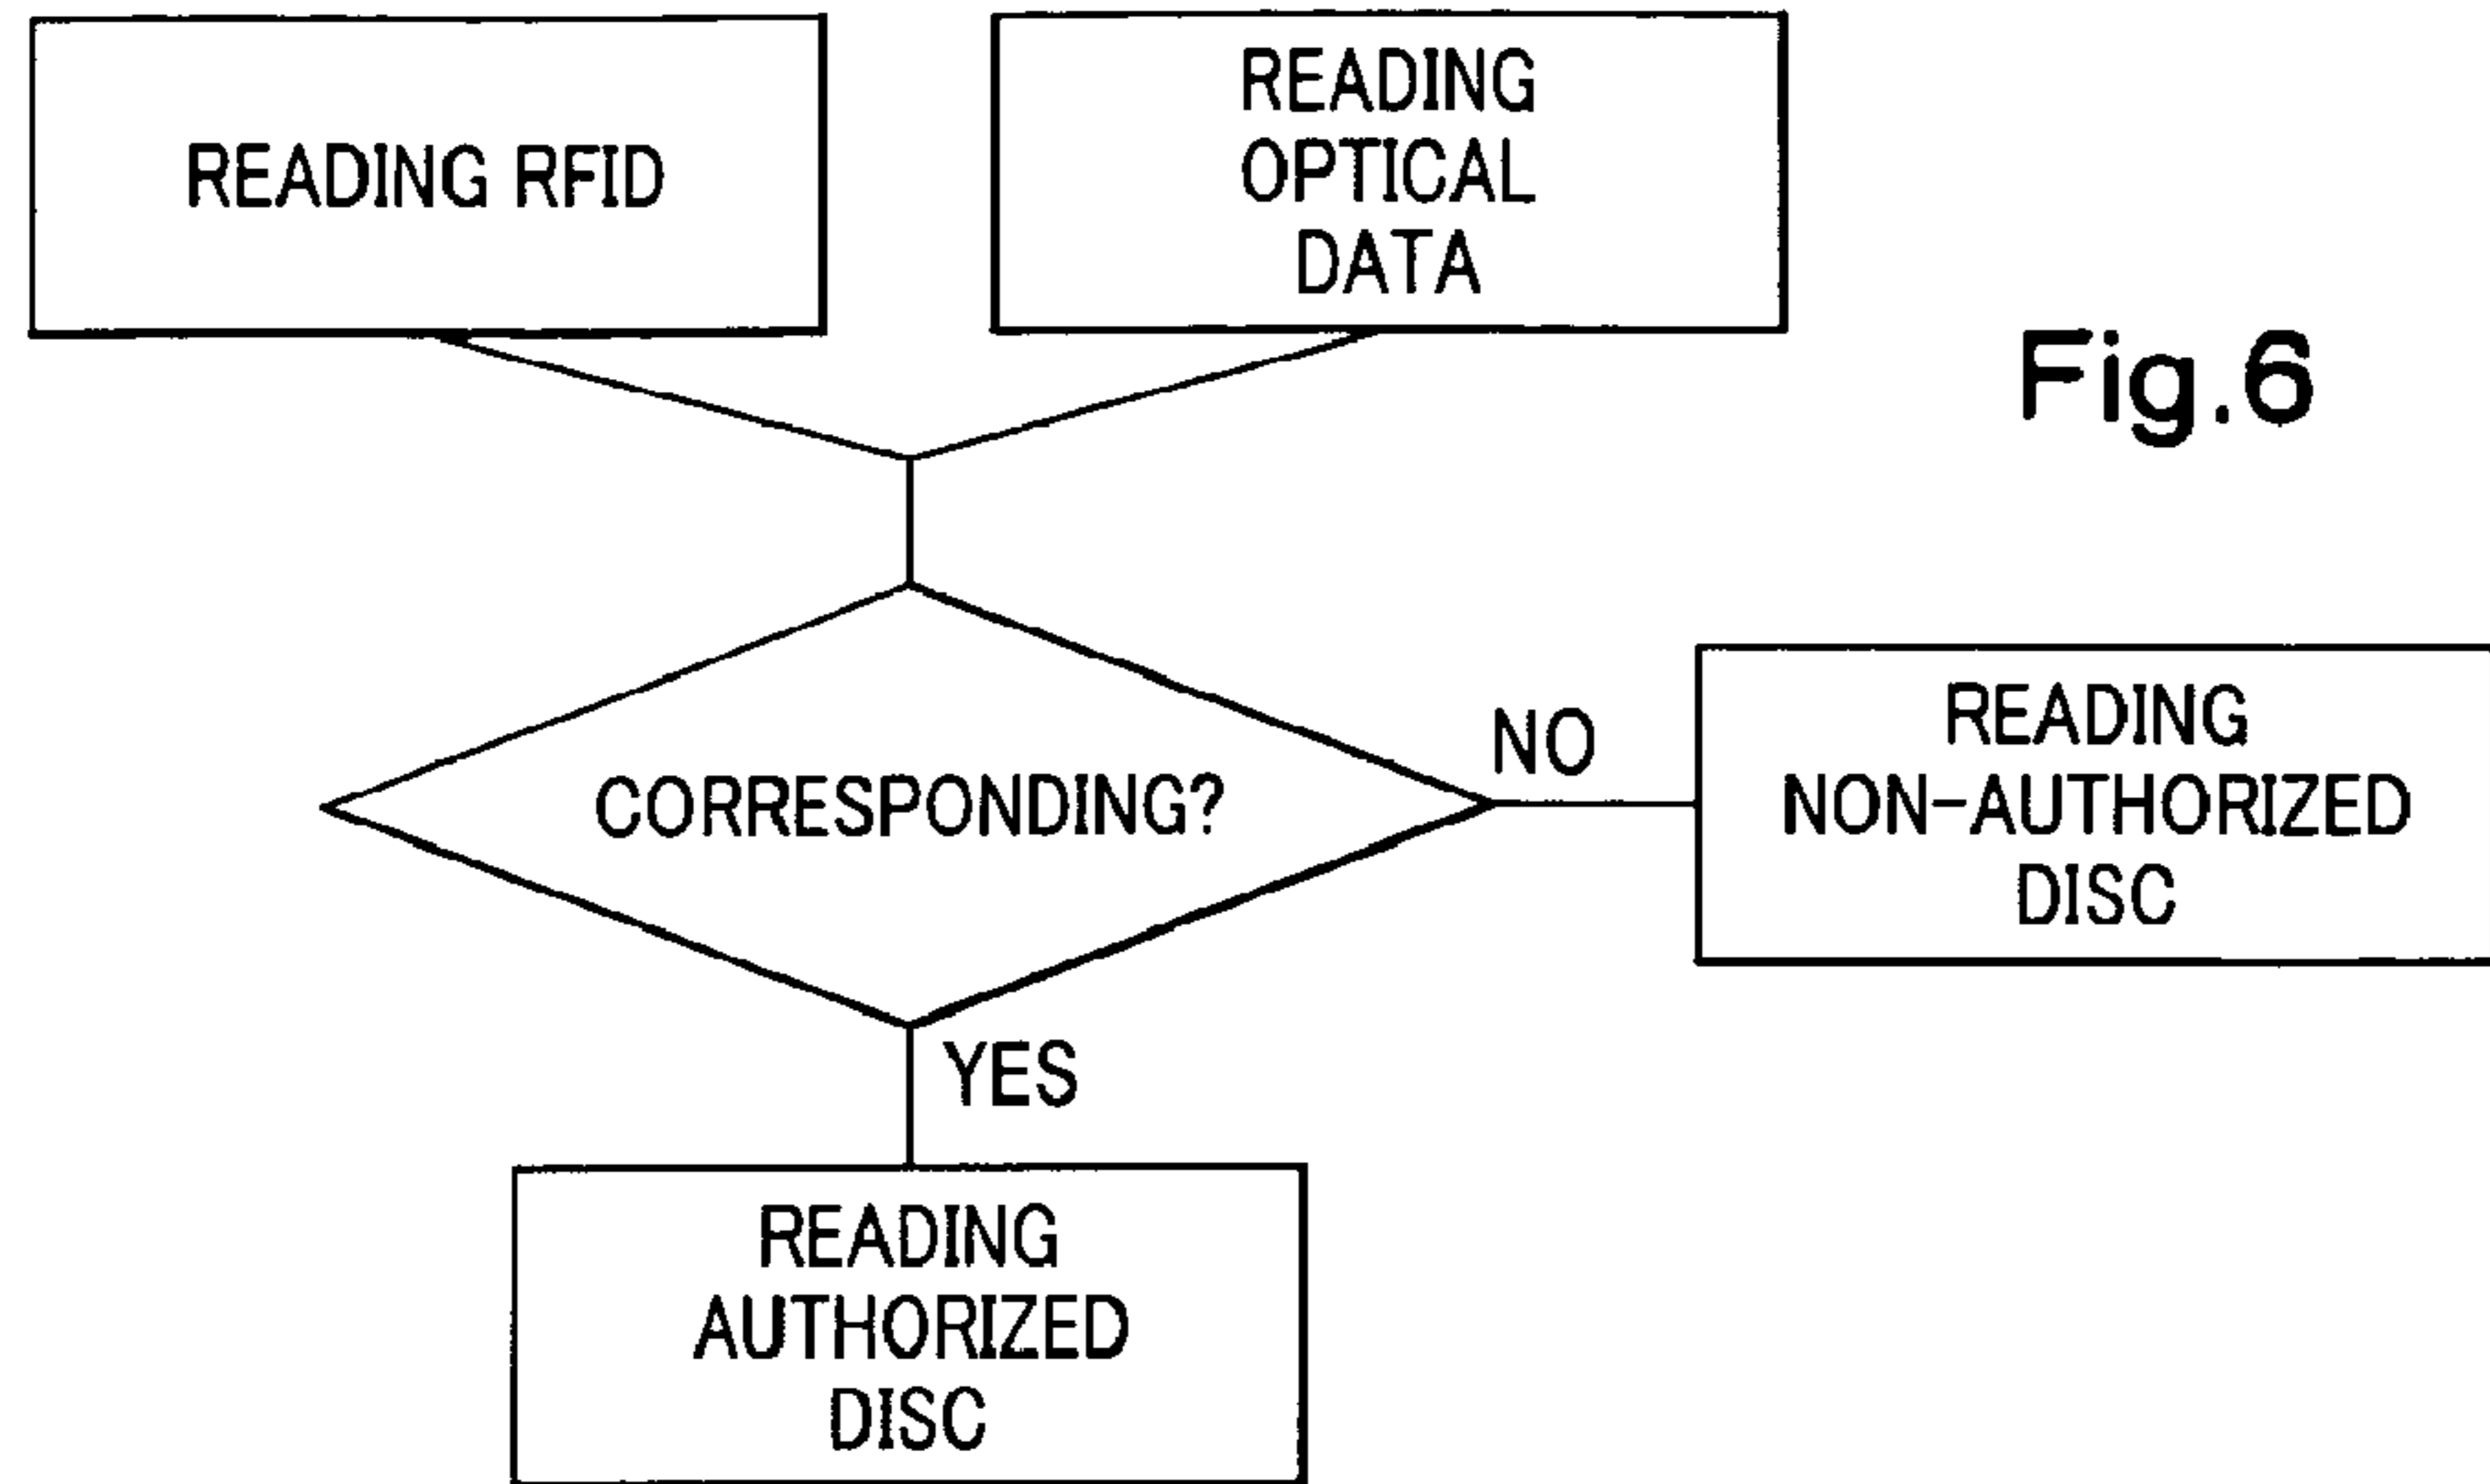 READING RFID
READING
OPTICAL
DATA
Fig.6
CORRESPONDING?
NO
READING
NON-AUTHORIZED
DISC
YES
READING
AUTHORIZED
DISC